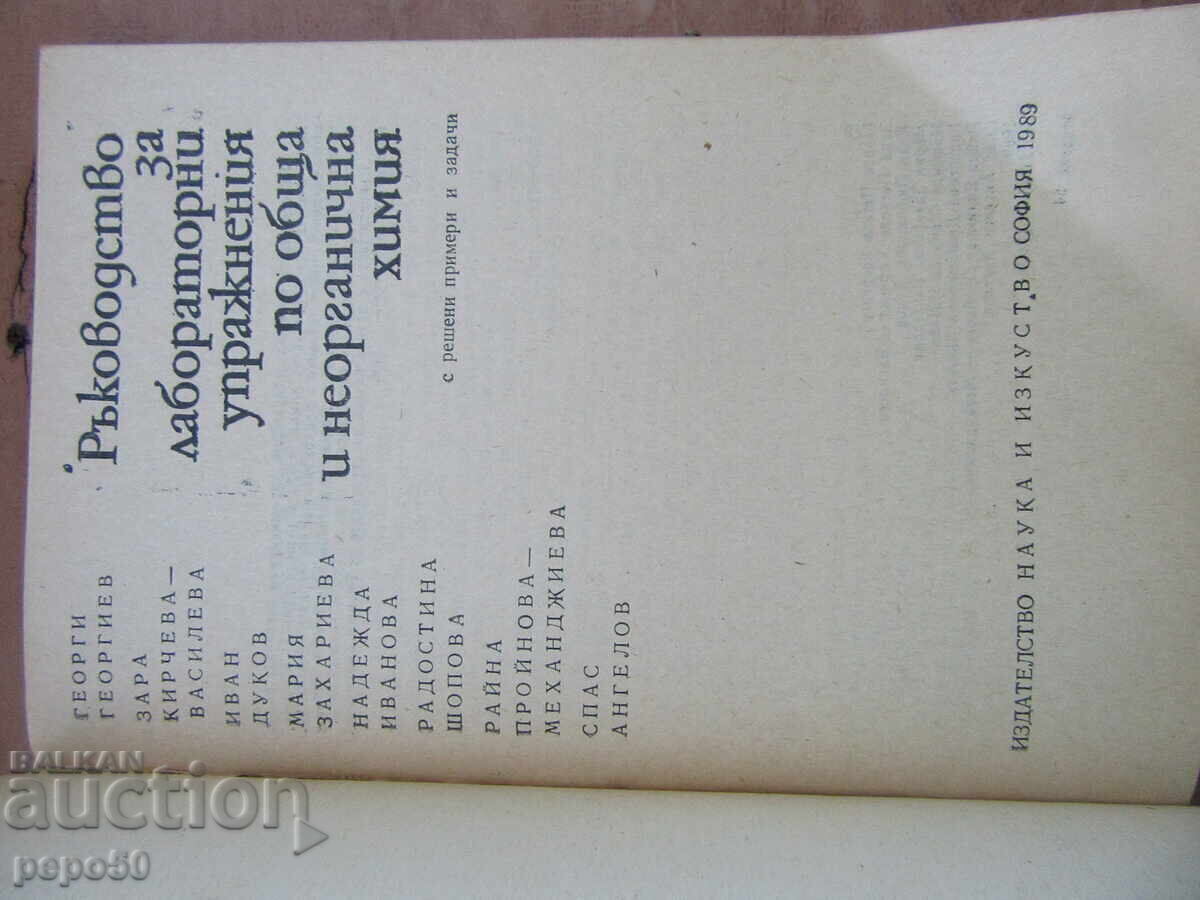 ГЕОРГИ
ГЕОРГИЕВ
ЗАРА
КИРЧЕВА—
ВАСИЛЕВА
ИВАН
ДУКОВ
МАРИЯ
ЗАХАРИЕВА
НАДЕЖДА
ИВАНОВА
РАДОСТИНА
ШОПОВА
РАЙНА
ПРОЙНОВА—
МЕХАНДЖИЕВА
СПАС
АНГЕЛОВ
Ръководство
за
лабораторни
упражнения
по обща
и неорганична
химия
с решени примери и задачи
ИЗДАТЕЛСТВО НАУКА И ИЗКУСТВО СОФИЯ 1989
BALKAN
auction
pepo50